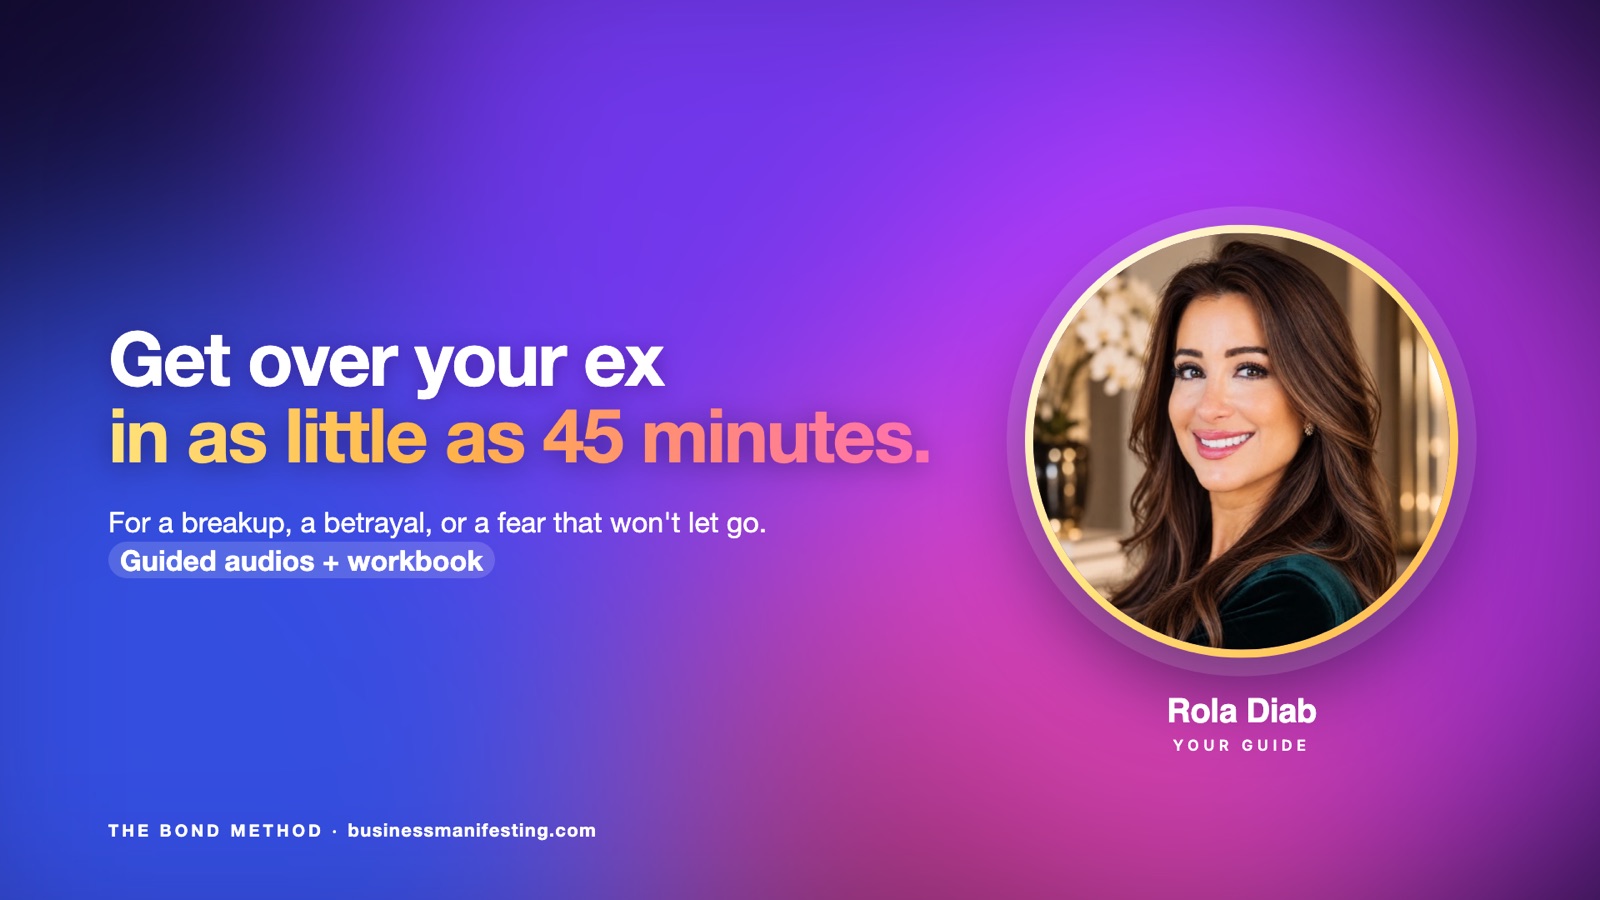 Get over your ex
in as little as 45 minutes.
For a breakup, a betrayal, or a fear that won't let go.
Guided audios + workbook
Rola Diab
YOUR GUIDE
THE BOND METHOD · businessmanifesting.com